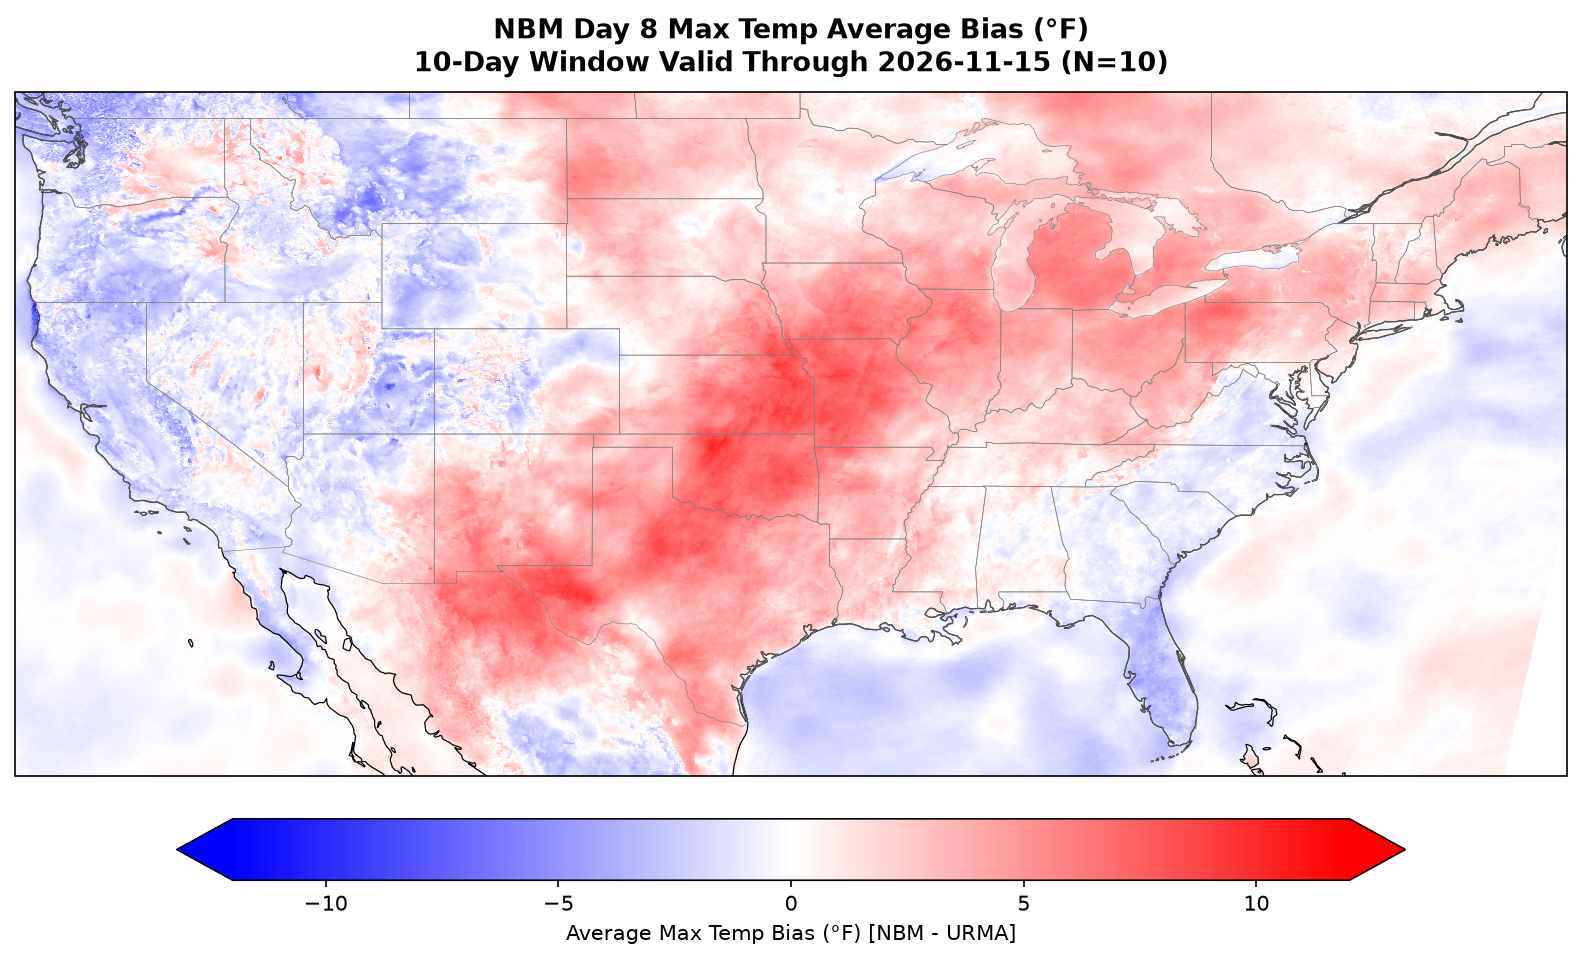 NBM Day 8 Max Temp Average Bias (°F)
10-Day Window Valid Through 2026-11-15 (N=10)
−10 −5 0 5 10
Average Max Temp Bias (°F) [NBM - URMA]